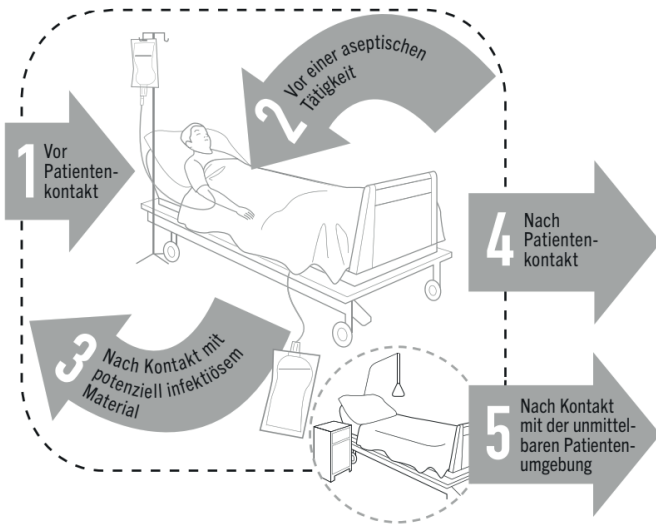 1 Vor
Patienten-
kontakt
2 Vor einer aseptischen
Tätigkeit
3 Nach Kontakt mit
potenziell infektiösem
Material
4 Nach
Patienten-
kontakt
5 Nach Kontakt
mit der unmittel-
baren Patienten-
umgebung